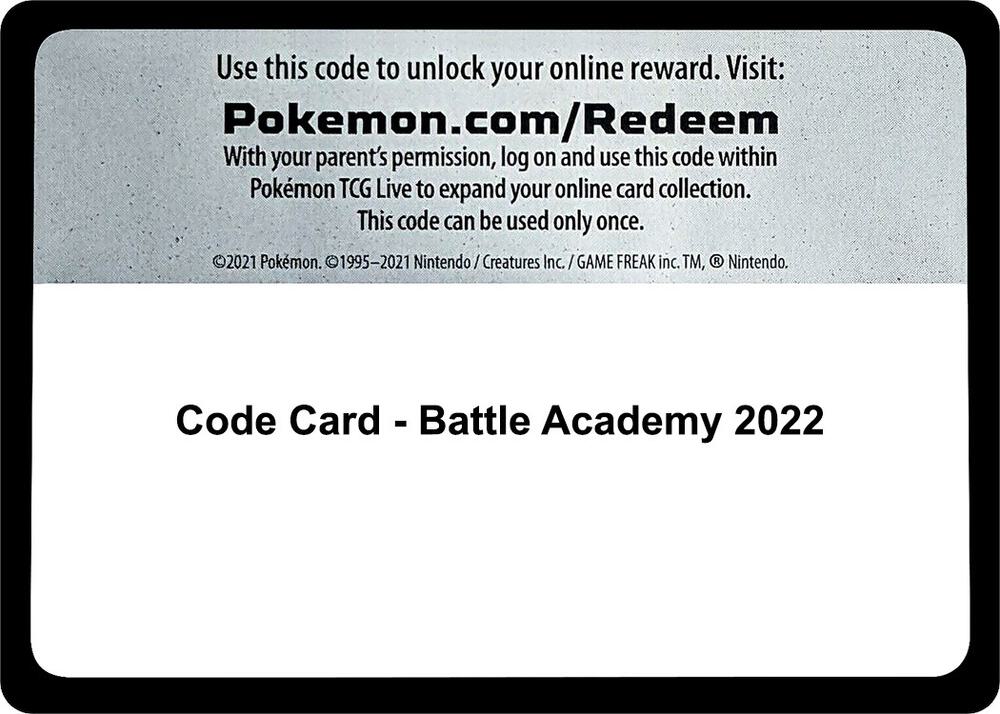 Use this code to unlock your online reward. Visit:
Pokemon.com/Redeem
With your parent's permission, log on and use this code within
Pokémon TCG Live to expand your online card collection.
This code can be used only once.
©2021 Pokémon. ©1995–2021 Nintendo / Creatures Inc. / GAME FREAK inc. TM, ® Nintendo.
Code Card - Battle Academy 2022